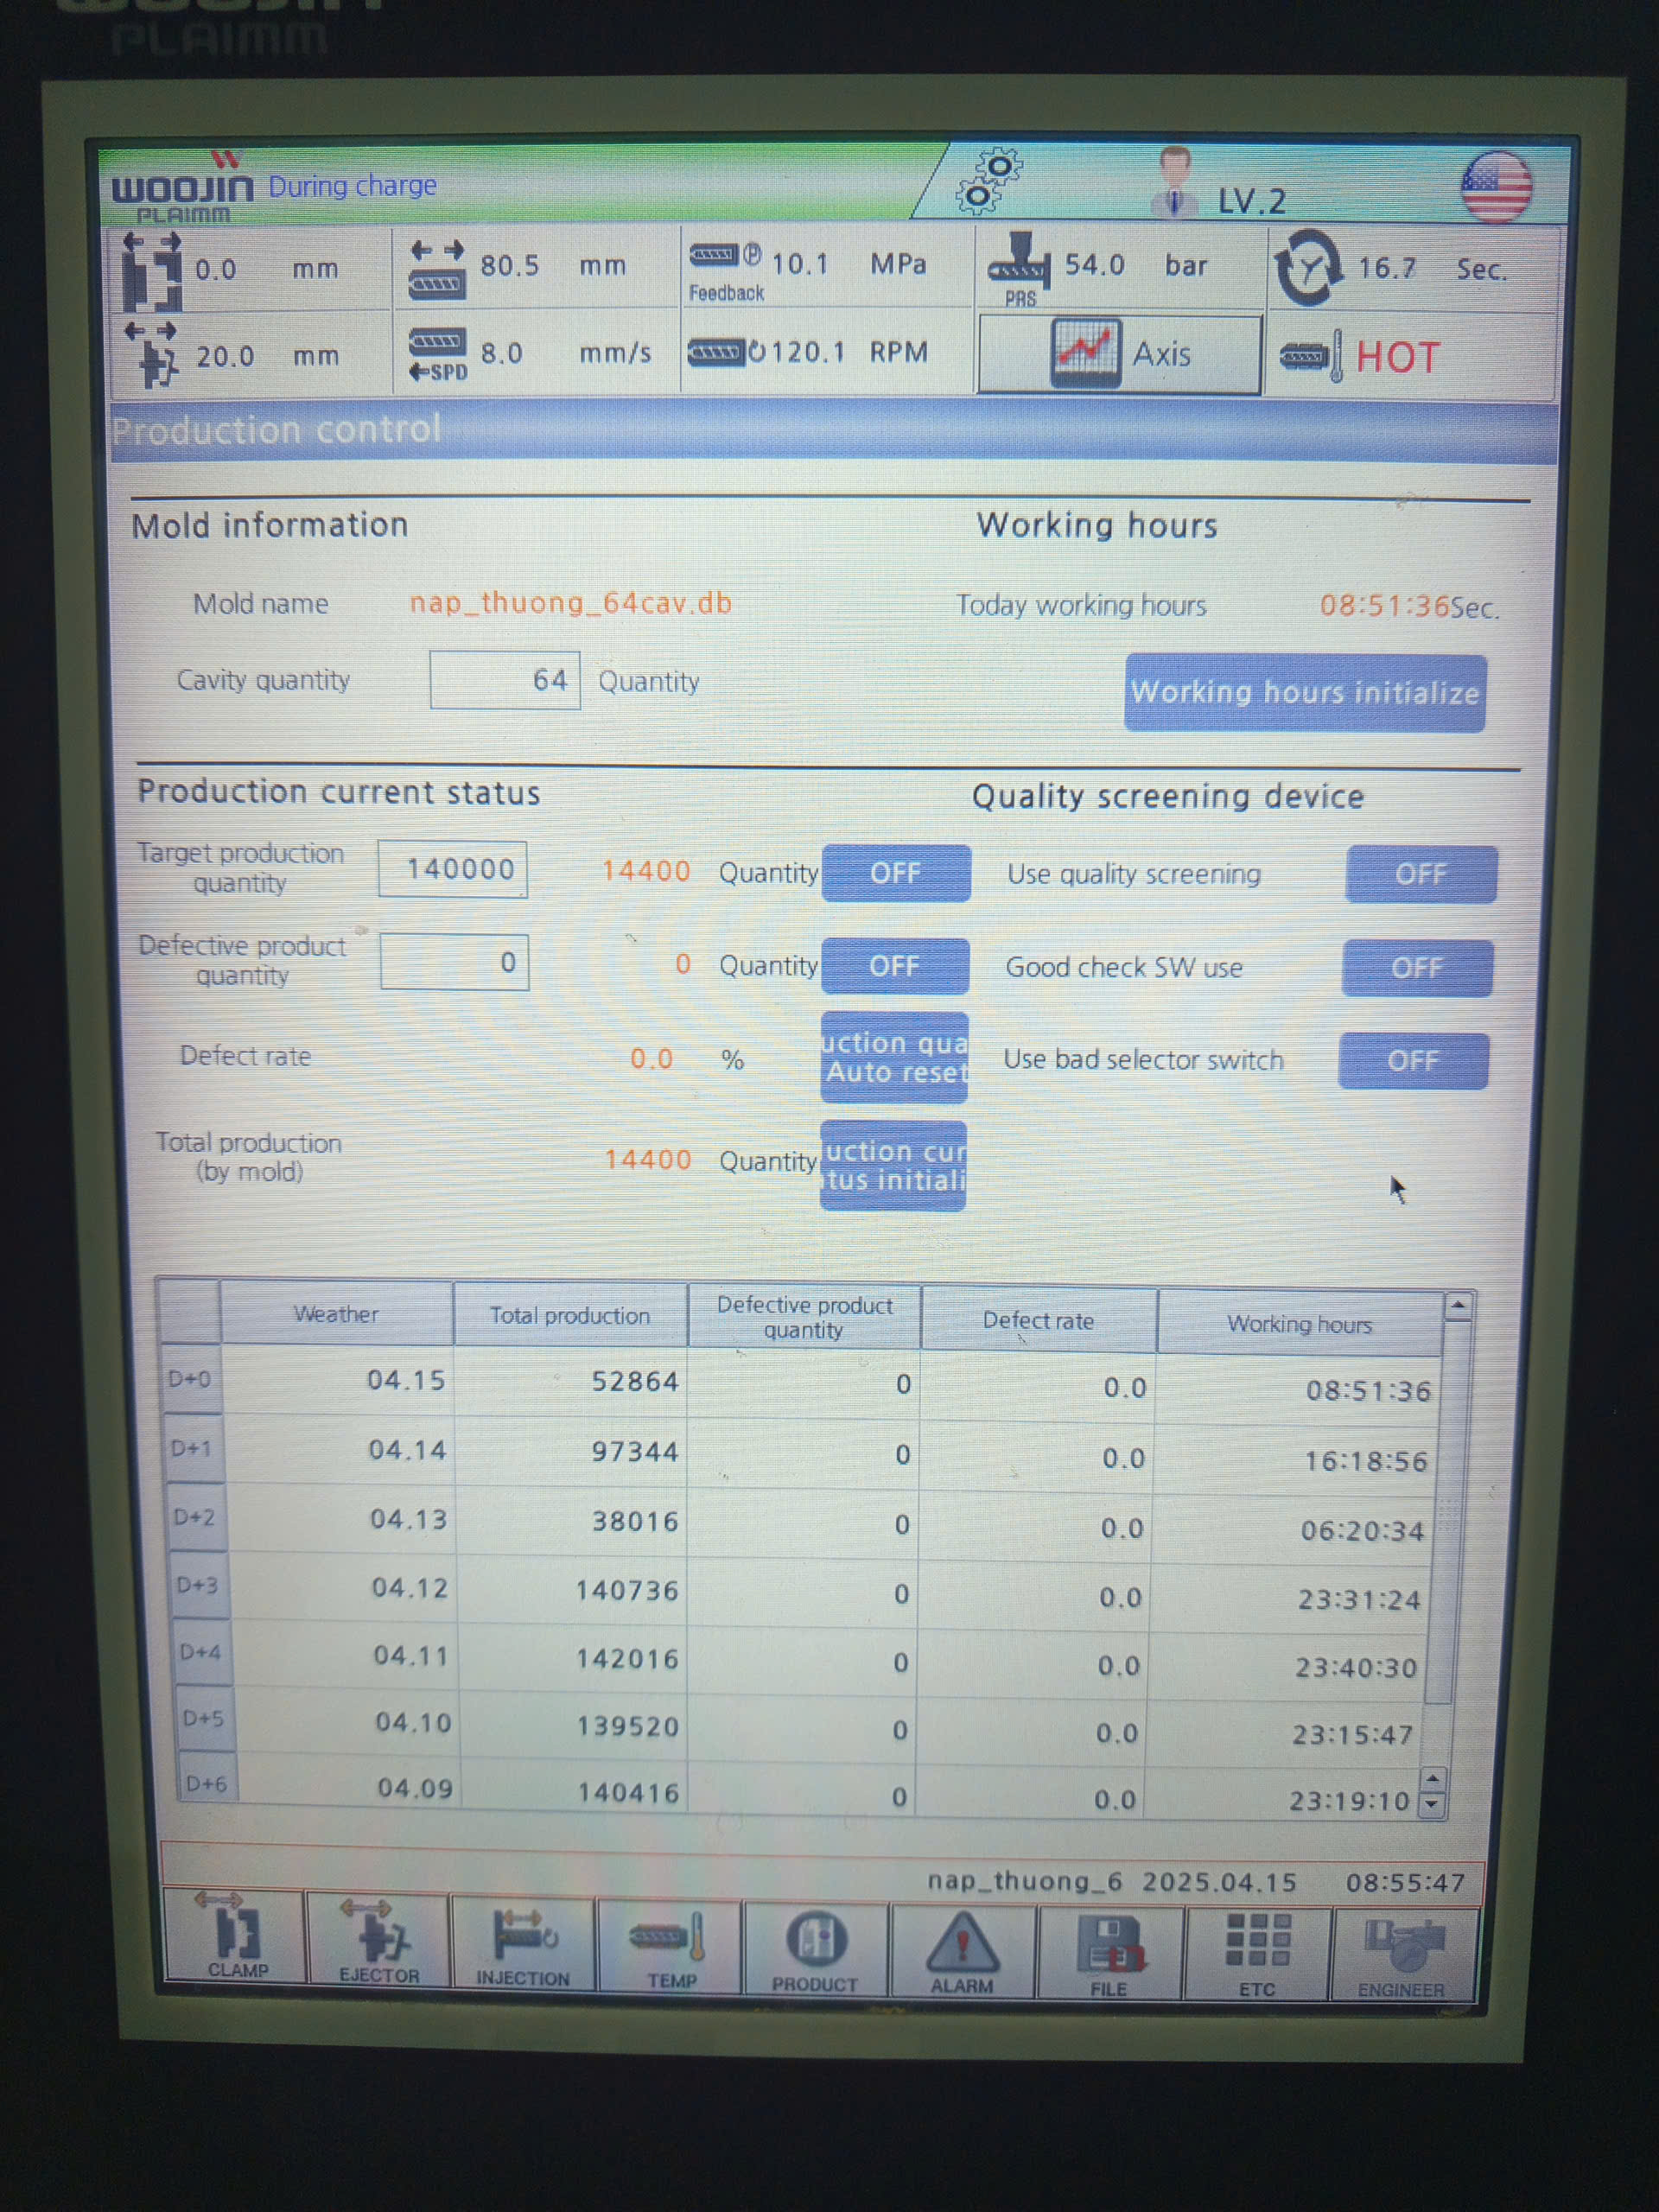 WOOJIN
PLAIMM
WOOJIN During charge
PLAIMM
LV.2
0.0 mm
80.5 mm
P 10.1 MPa
Feedback
54.0 bar
PRS
16.7 Sec.
20.0 mm
8.0 mm/s
SPD
120.1 RPM
Axis
HOT
Production control
Mold information
Working hours
Mold name nap_thuong_64cav.db
Today working hours 08:51:36Sec.
Cavity quantity 64 Quantity
Working hours initialize
Production current status
Quality screening device
Target production
quantity
140000 14400 Quantity OFF
Use quality screening OFF
Defective product
quantity
0 0 Quantity OFF
Good check SW use OFF
Defect rate 0.0 %
uction qua
Auto reset
Use bad selector switch OFF
Total production
(by mold)
14400 Quantity
uction cur
tus initiali
Weather Total production Defective product quantity Defect rate Working hours
D+0 04.15 52864 0 0.0 08:51:36
D+1 04.14 97344 0 0.0 16:18:56
D+2 04.13 38016 0 0.0 06:20:34
D+3 04.12 140736 0 0.0 23:31:24
D+4 04.11 142016 0 0.0 23:40:30
D+5 04.10 139520 0 0.0 23:15:47
D+6 04.09 140416 0 0.0 23:19:10
nap_thuong_6 2025.04.15 08:55:47
CLAMP EJECTOR INJECTION TEMP PRODUCT ALARM FILE ETC ENGINEER